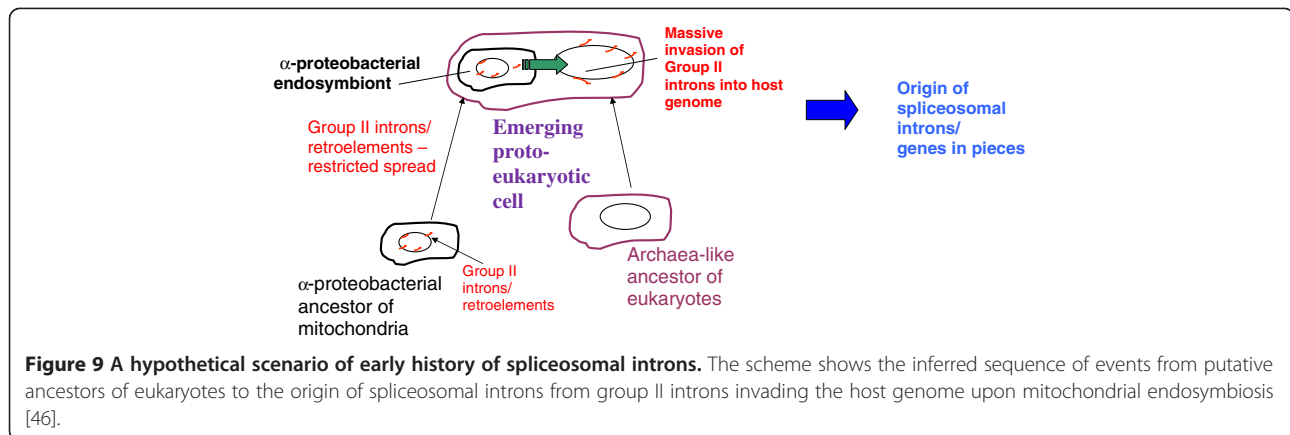 α-proteobacterial
endosymbiont
Massive
invasion of
Group II
introns into host
genome
Origin of
spliceosomal
introns/
genes in pieces
Group II introns/
retroelements –
restricted spread
Emerging
proto-
eukaryotic
cell
α-proteobacterial
ancestor of
mitochondria
Group II
introns/
retroelements
Archaea-like
ancestor of
eukaryotes
Figure 9 A hypothetical scenario of early history of spliceosomal introns. The scheme shows the inferred sequence of events from putative
ancestors of eukaryotes to the origin of spliceosomal introns from group II introns invading the host genome upon mitochondrial endosymbiosis
[46].